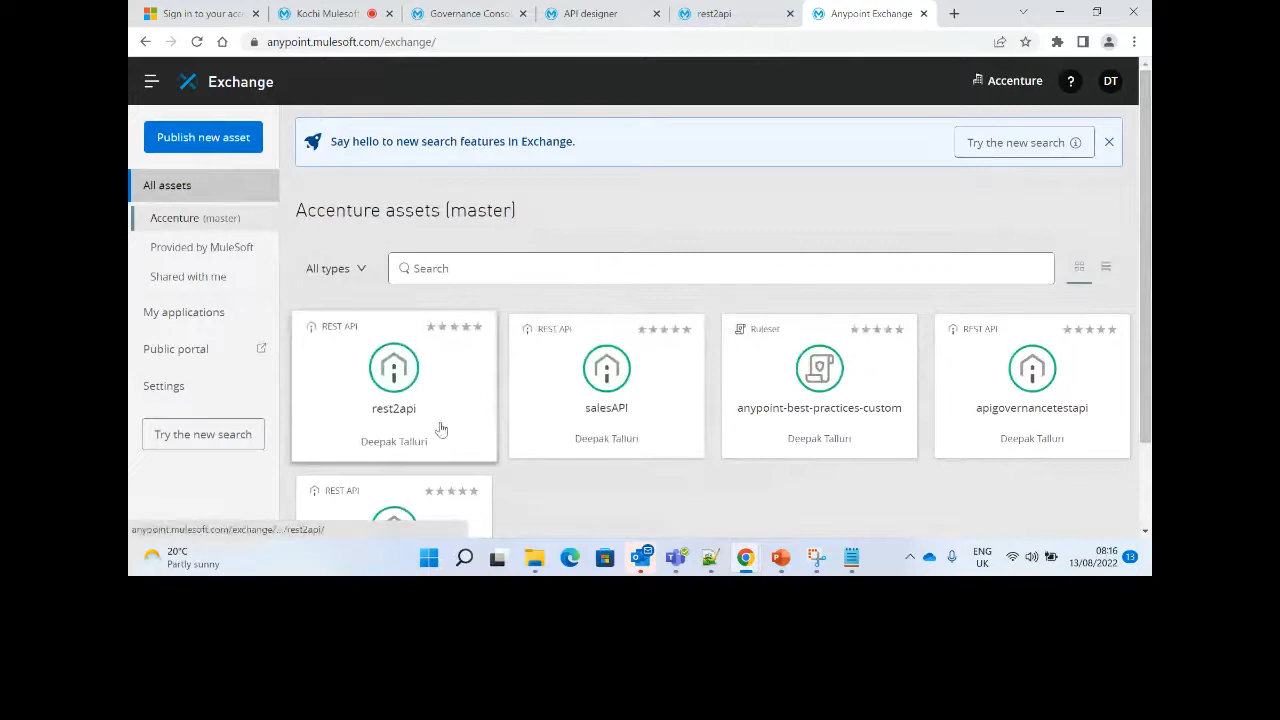 Sign in to your acc
Kochi Mulesoft
Governance Conso
API designer
rest2api
Anypoint Exchange
anypoint.mulesoft.com/exchange/
Exchange
Accenture
?
DT
Publish new asset
Say hello to new search features in Exchange.
Try the new search
All assets
Accenture (master)
Provided by MuleSoft
Shared with me
My applications
Public portal
Settings
Try the new search
Accenture assets (master)
All types
Search
REST API
rest2api
Deepak Talluri
REST API
salesAPI
Deepak Talluri
Ruleset
anypoint-best-practices-custom
Deepak Talluri
REST API
apigovernancetestapi
Deepak Talluri
REST API
anypoint.mulesoft.com/exchange/.../rest2api/
20°C
Partly sunny
ENG
UK
08:16
13/08/2022
13